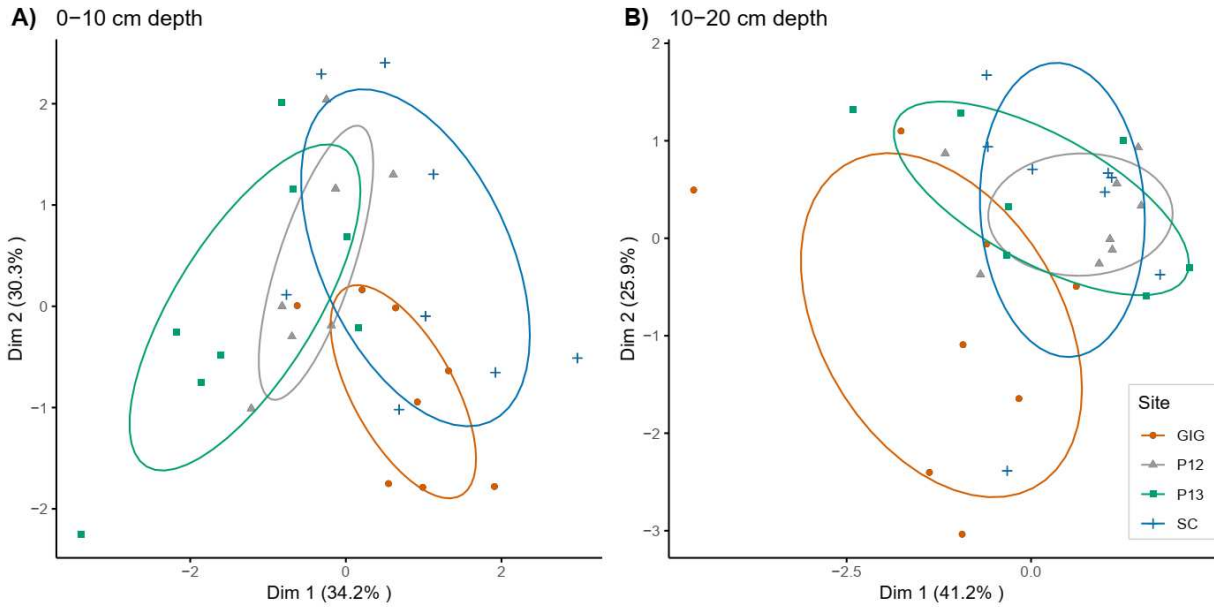 A) 0−10 cm depth
2
1
0
−1
−2
Dim 2 (30.3% )
−2
0
2
Dim 1 (34.2% )
B) 10−20 cm depth
2
1
0
−1
−2
−3
Dim 2 (25.9% )
−2.5
0.0
Dim 1 (41.2% )
Site
GIG
P12
P13
SC